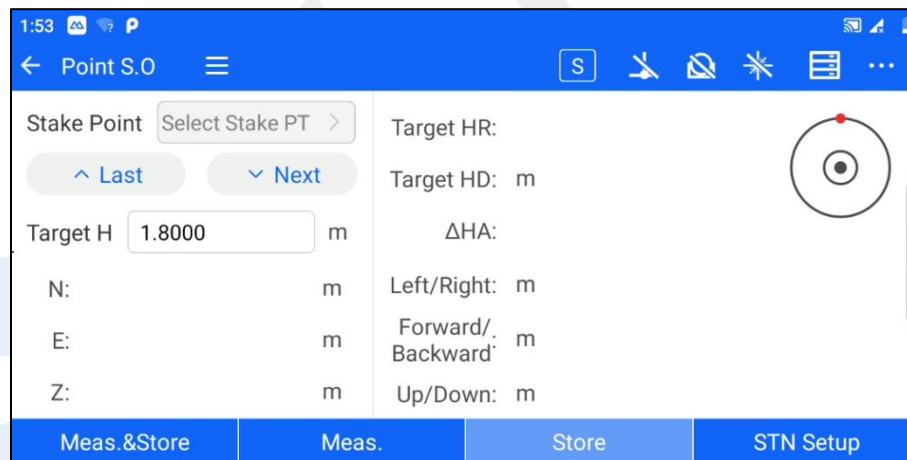 1:53
Point S.O
S
Stake Point Select Stake PT
Last Next
Target H 1.8000 m
N: m
E: m
Z: m
Target HR:
Target HD: m
ΔHA:
Left/Right: m
Forward/
Backward: m
Up/Down: m
Meas.&Store Meas. Store STN Setup